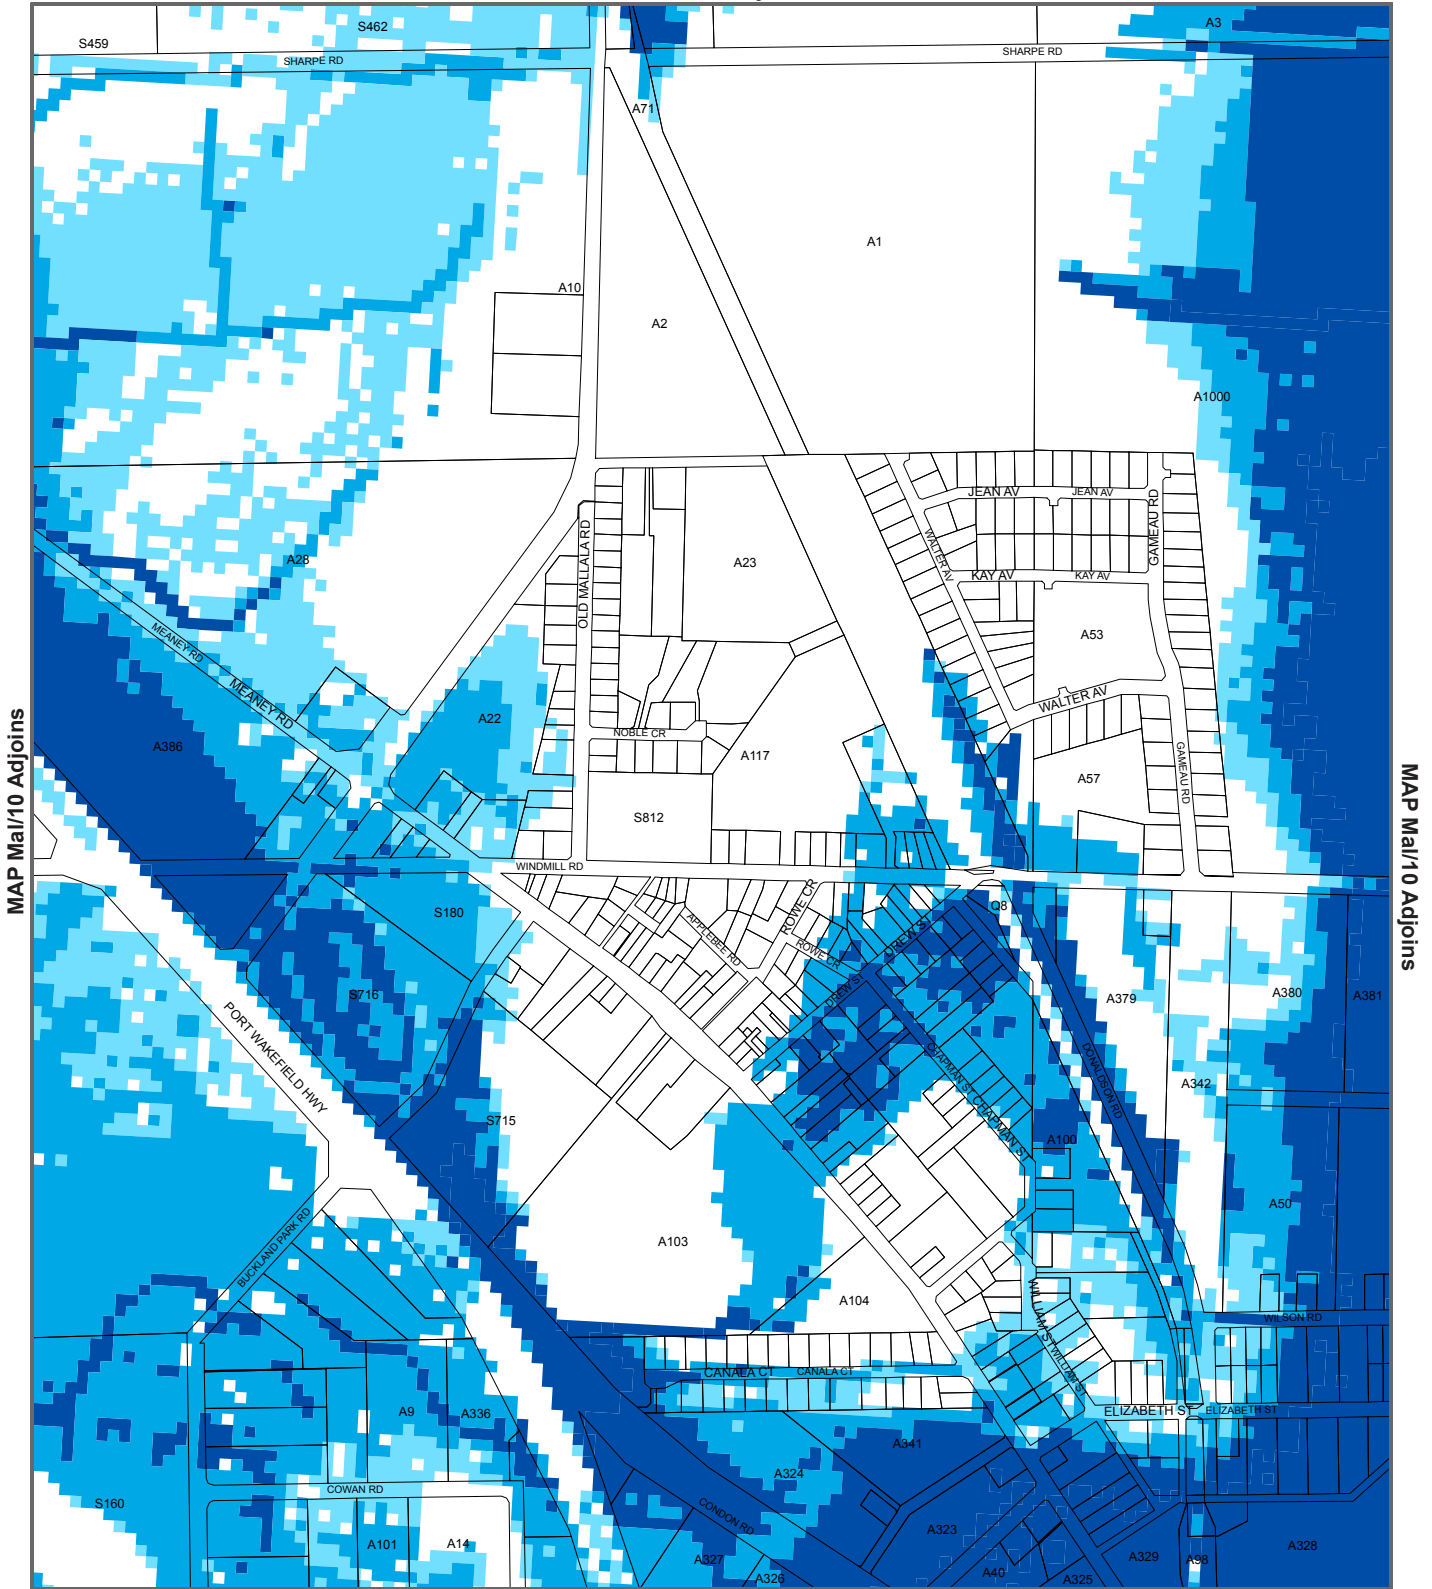 S459
S462
A3
SHARPE RD
SHARPE RD
A71
A1
A10
A2
A1000
JEAN AV
JEAN AV
GAMEAU RD
OLD MALLALA RD
WALTER AV
A28
A23
KAY AV
KAY AV
MEANEY RD
MEANEY RD
A53
WALTER AV
A22
NOBLE CR
A386
A117
GAMEAU RD
A57
S812
MAP Mal/10 Adjoins
MAP Mal/10 Adjoins
WINDMILL RD
S180
ROWE CR
APPLEBEE RD
ROWE CR
DREW ST
Q8
DREW ST
S716
A379
A380
A381
PORT WAKEFIELD HWY
CHAPMAN ST
CHAPMAN ST
DONALDSON RD
A342
S715
A100
A50
BUCKLAND PARK RD
A103
A104
WILLIAM ST
WILLIAM ST
WILSON RD
CANALA CT
CANALA CT
A9
A336
ELIZABETH ST
ELIZABETH ST
A341
A324
COWAN RD
S160
CONDON RD
A323
A101
A14
A327
A326
A40
A325
A329
A98
A328